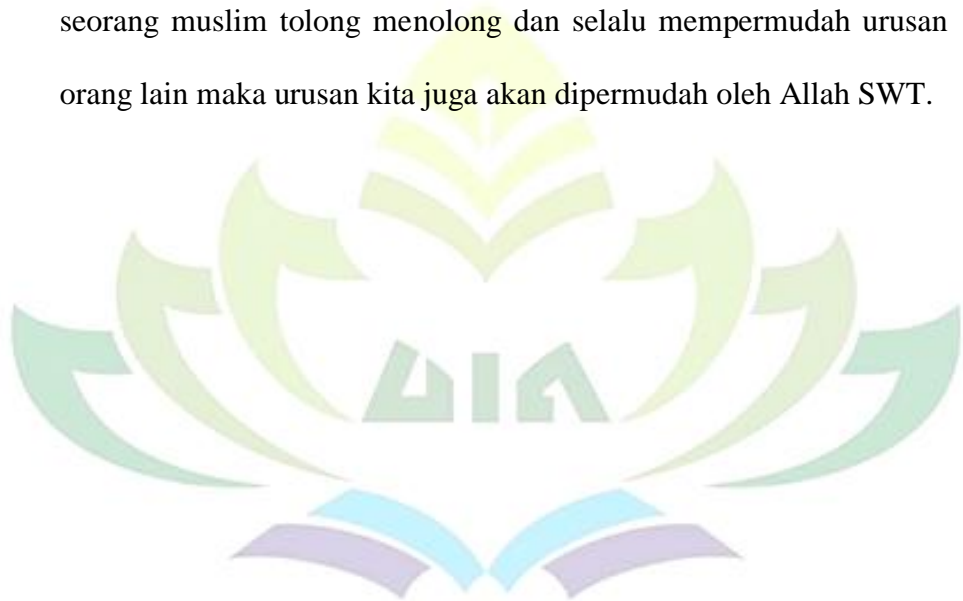 seorang muslim tolong menolong dan selalu mempermudah urusan
orang lain maka urusan kita juga akan dipermudah oleh Allah SWT.
UIN